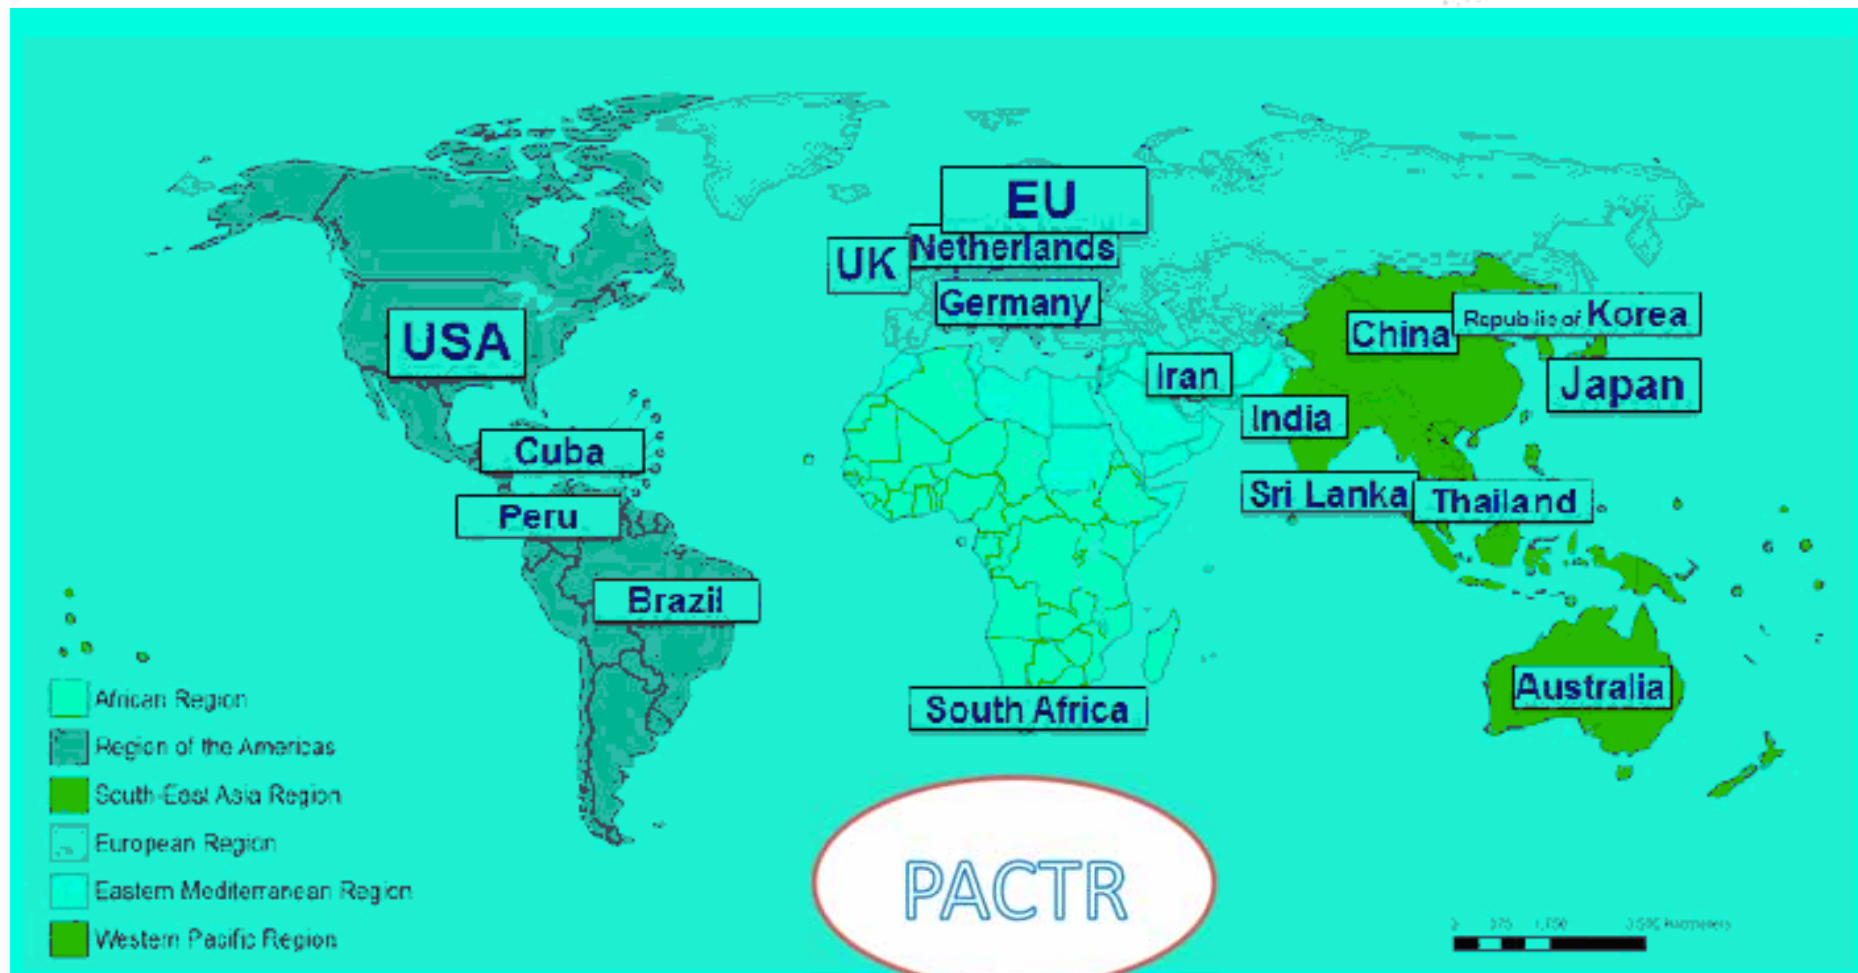 EU
Netherlands
UK
Germany
USA
China
Republic of Korea
Iran
Japan
India
Cuba
Sri Lanka
Thailand
Peru
Brazil
Australia
South Africa
African Region
Region of the Americas
South-East Asia Region
European Region
Eastern Mediterranean Region
Western Pacific Region
PACTR